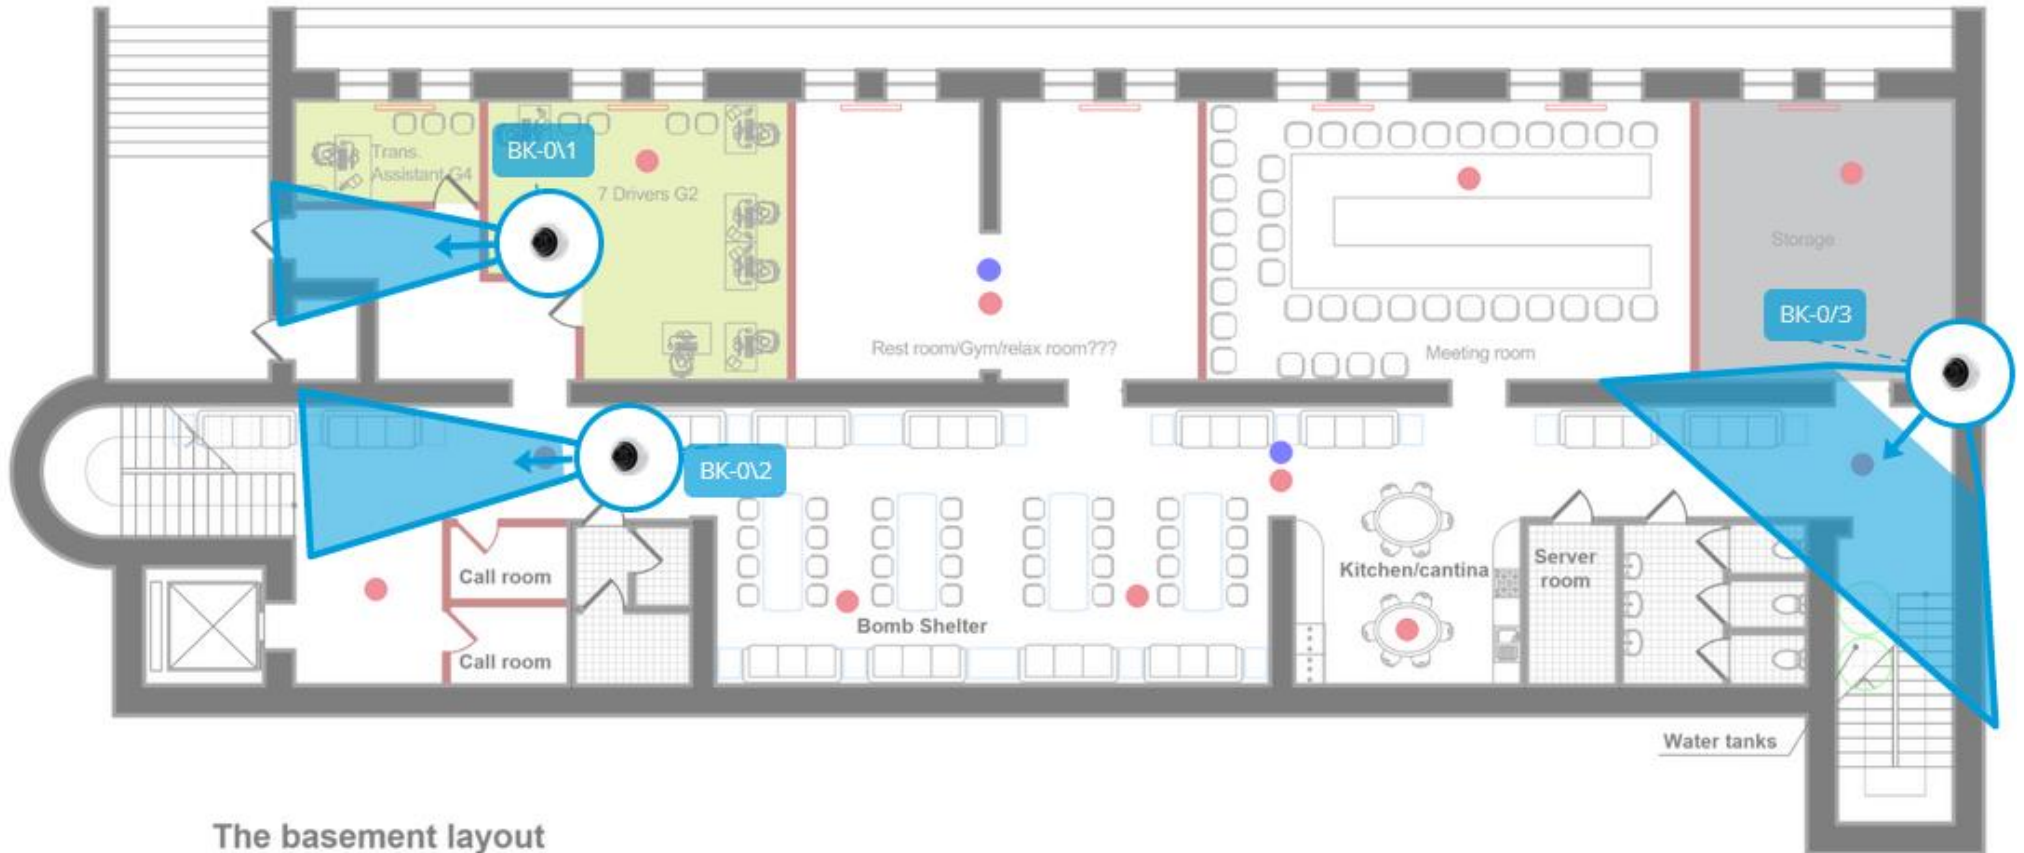 BK-0\1
Trans.
Assistant G4
7 Drivers G2
Storage
BK-0/3
Rest room/Gym/relax room???
Meeting room
BK-0\2
Call room
Server
room
Kitchen/cantina
Bomb Shelter
Call room
Water tanks
The basement layout